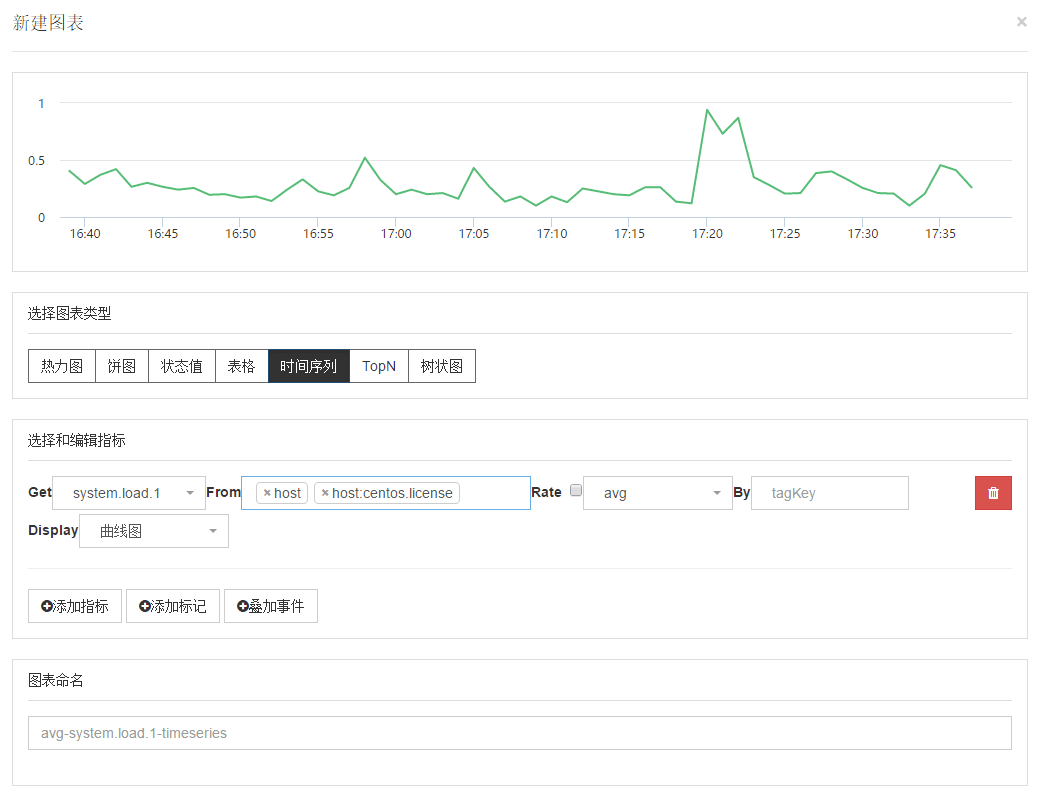 新建图表 ×
1
0.5
0
16:40 16:45 16:50 16:55 17:00 17:05 17:10 17:15 17:20 17:25 17:30 17:35
选择图表类型
热力图 饼图 状态值 表格 时间序列 TopN 树状图
选择和编辑指标
Get system.load.1 From × host × host:centos.license Rate avg By tagKey
Display 曲线图
添加指标 添加标记 叠加事件
图表命名
avg-system.load.1-timeseries